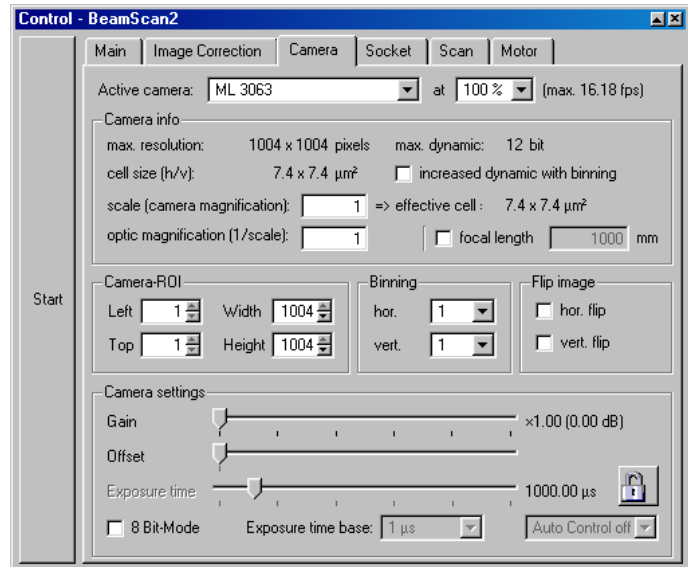 Control - BeamScan2
Main Image Correction Camera Socket Scan Motor
Active camera: ML 3063 at 100 % (max. 16.18 fps)
Camera info
max. resolution: 1004 x 1004 pixels max. dynamic: 12 bit
cell size (h/v): 7.4 x 7.4 µm² increased dynamic with binning
scale (camera magnification): 1 => effective cell : 7.4 x 7.4 µm²
optic magnification (1/scale): 1 focal length 1000 mm
Start
Camera-ROI Binning Flip image
Left 1 Width 1004 hor. 1 hor. flip
Top 1 Height 1004 vert. 1 vert. flip
Camera settings
Gain ×1.00 (0.00 dB)
Offset
Exposure time 1000.00 µs
8 Bit-Mode Exposure time base: 1 µs Auto Control off